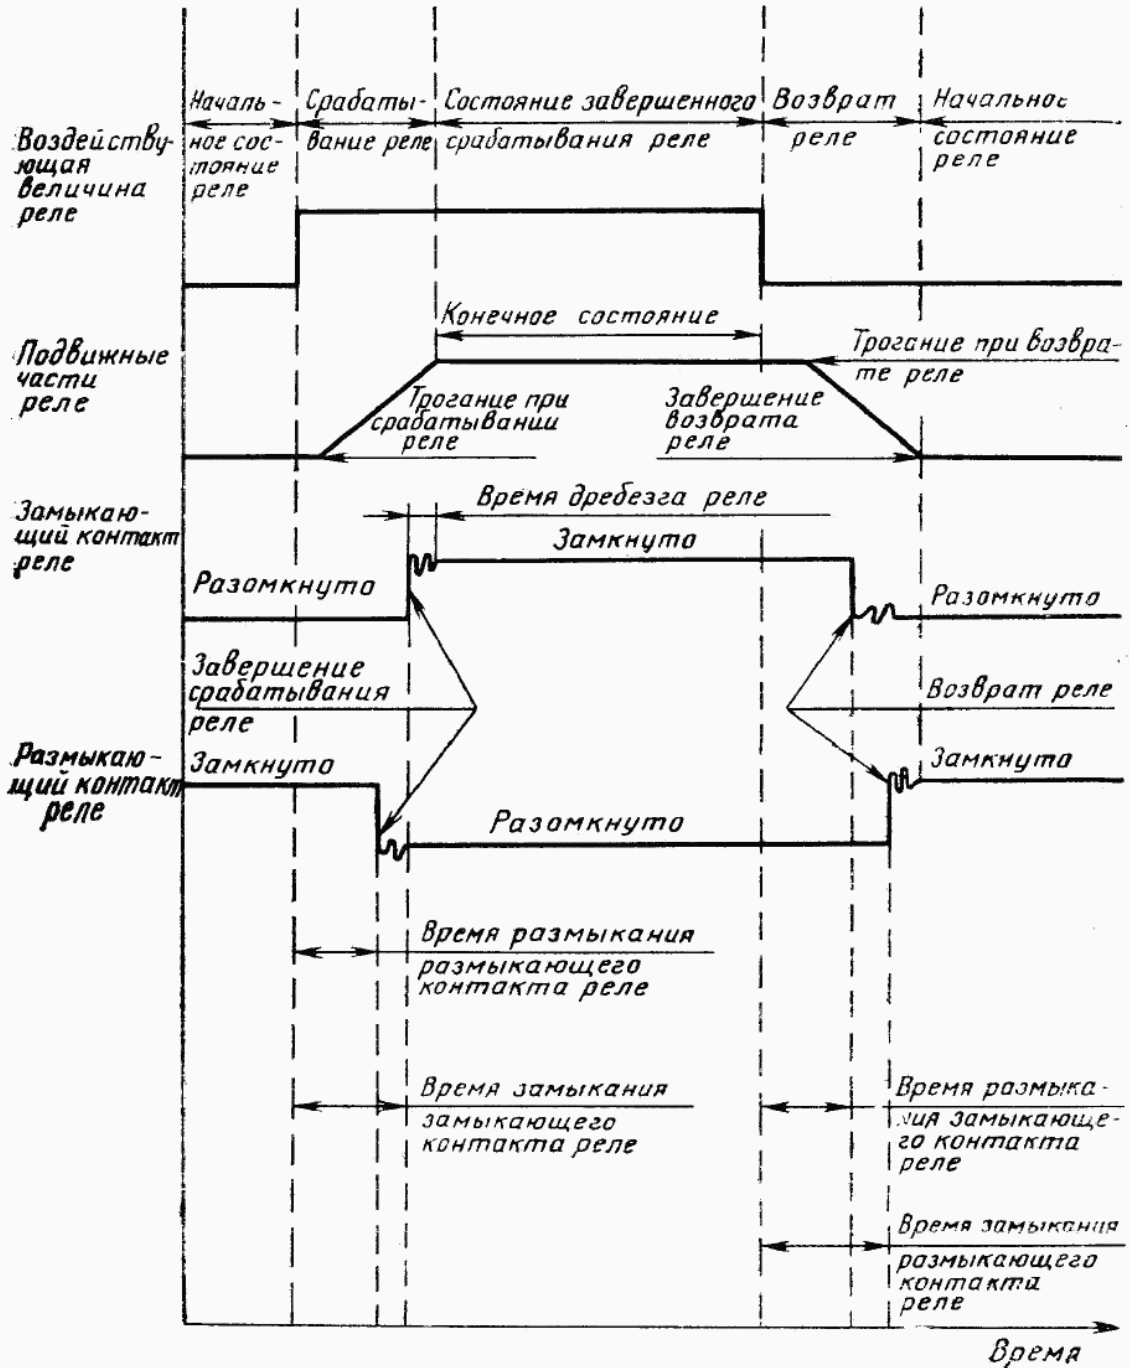 Началь-
ное сос-
тояние
реле
Срабаты-
вание реле
Состояние завершенного
срабатывания реле
Возврат
реле
Начальное
состояние
реле
Воздейству-
ющая
величина
реле
Конечное состояние
Подвижные
части
реле
Трогание при возвра-
те реле
Трогание при
срабатывании
реле
Завершение
возврата
реле
Замыкаю-
щий контакт
реле
Время дребезга реле
Замкнуто
Разомкнуто
Разомкнуто
Завершение
срабатывания
реле
Возврат реле
Размыкаю-
щий контакт
реле
Замкнуто
Замкнуто
Разомкнуто
Время размыкания
размыкающего
контакта реле
Время замыкания
замыкающего
контакта реле
Время размыка-
ния замыкающе-
го контакта
реле
Время замыкания
размыкающего
контакта
реле
Время